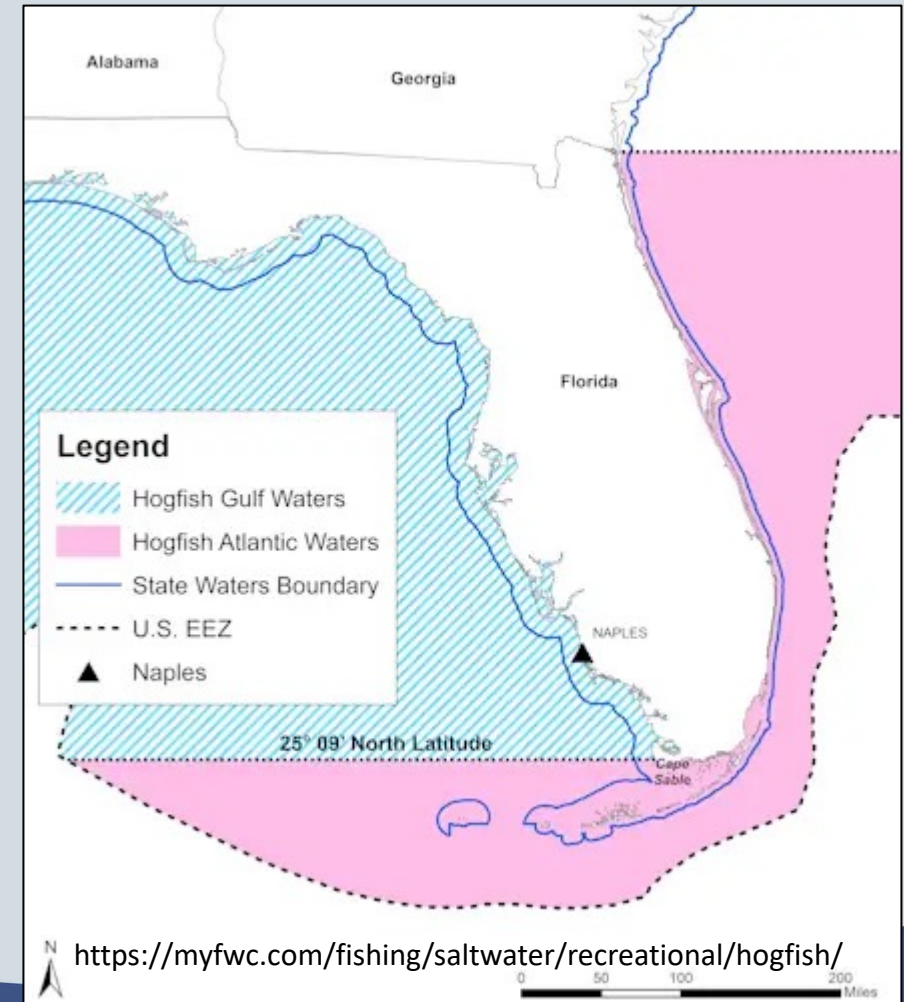 Alabama
Georgia
Florida
Legend
Hogfish Gulf Waters
Hogfish Atlantic Waters
State Waters Boundary
U.S. EEZ
Naples
NAPLES
25° 09' North Latitude
Cape
Sable
N
https://myfwc.com/fishing/saltwater/recreational/hogfish/
0 50 100 200
Miles